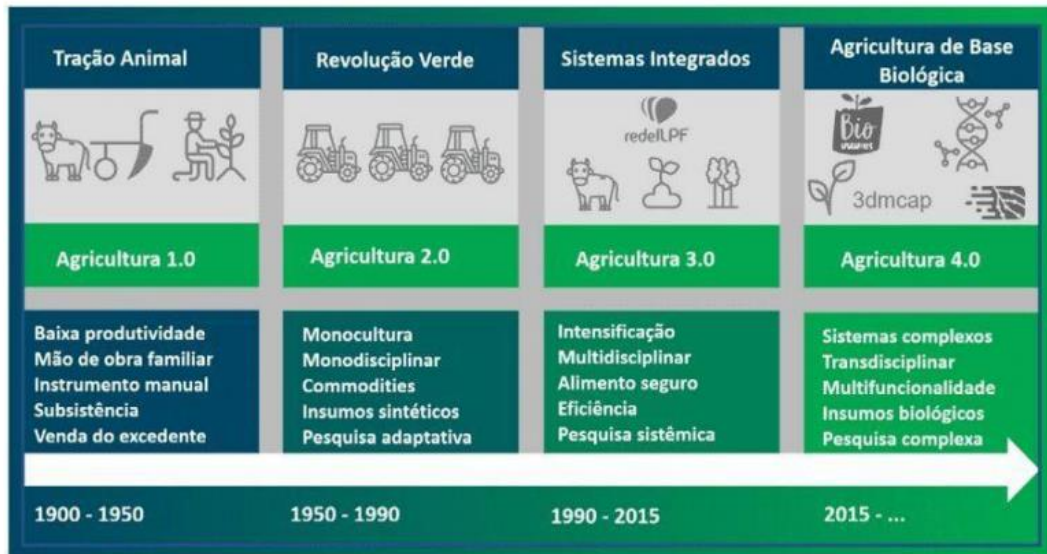 Tração Animal
Revolução Verde
Sistemas Integrados
Agricultura de Base
Biológica
redeILPF
Bio
3dmcap
Agricultura 1.0
Agricultura 2.0
Agricultura 3.0
Agricultura 4.0
Baixa produtividade
Mão de obra familiar
Instrumento manual
Subsistência
Venda do excedente
Monocultura
Monodisciplinar
Commodities
Insumos sintéticos
Pesquisa adaptativa
Intensificação
Multidisciplinar
Alimento seguro
Eficiência
Pesquisa sistêmica
Sistemas complexos
Transdisciplinar
Multifuncionalidade
Insumos biológicos
Pesquisa complexa
1900 - 1950
1950 - 1990
1990 - 2015
2015 - ...